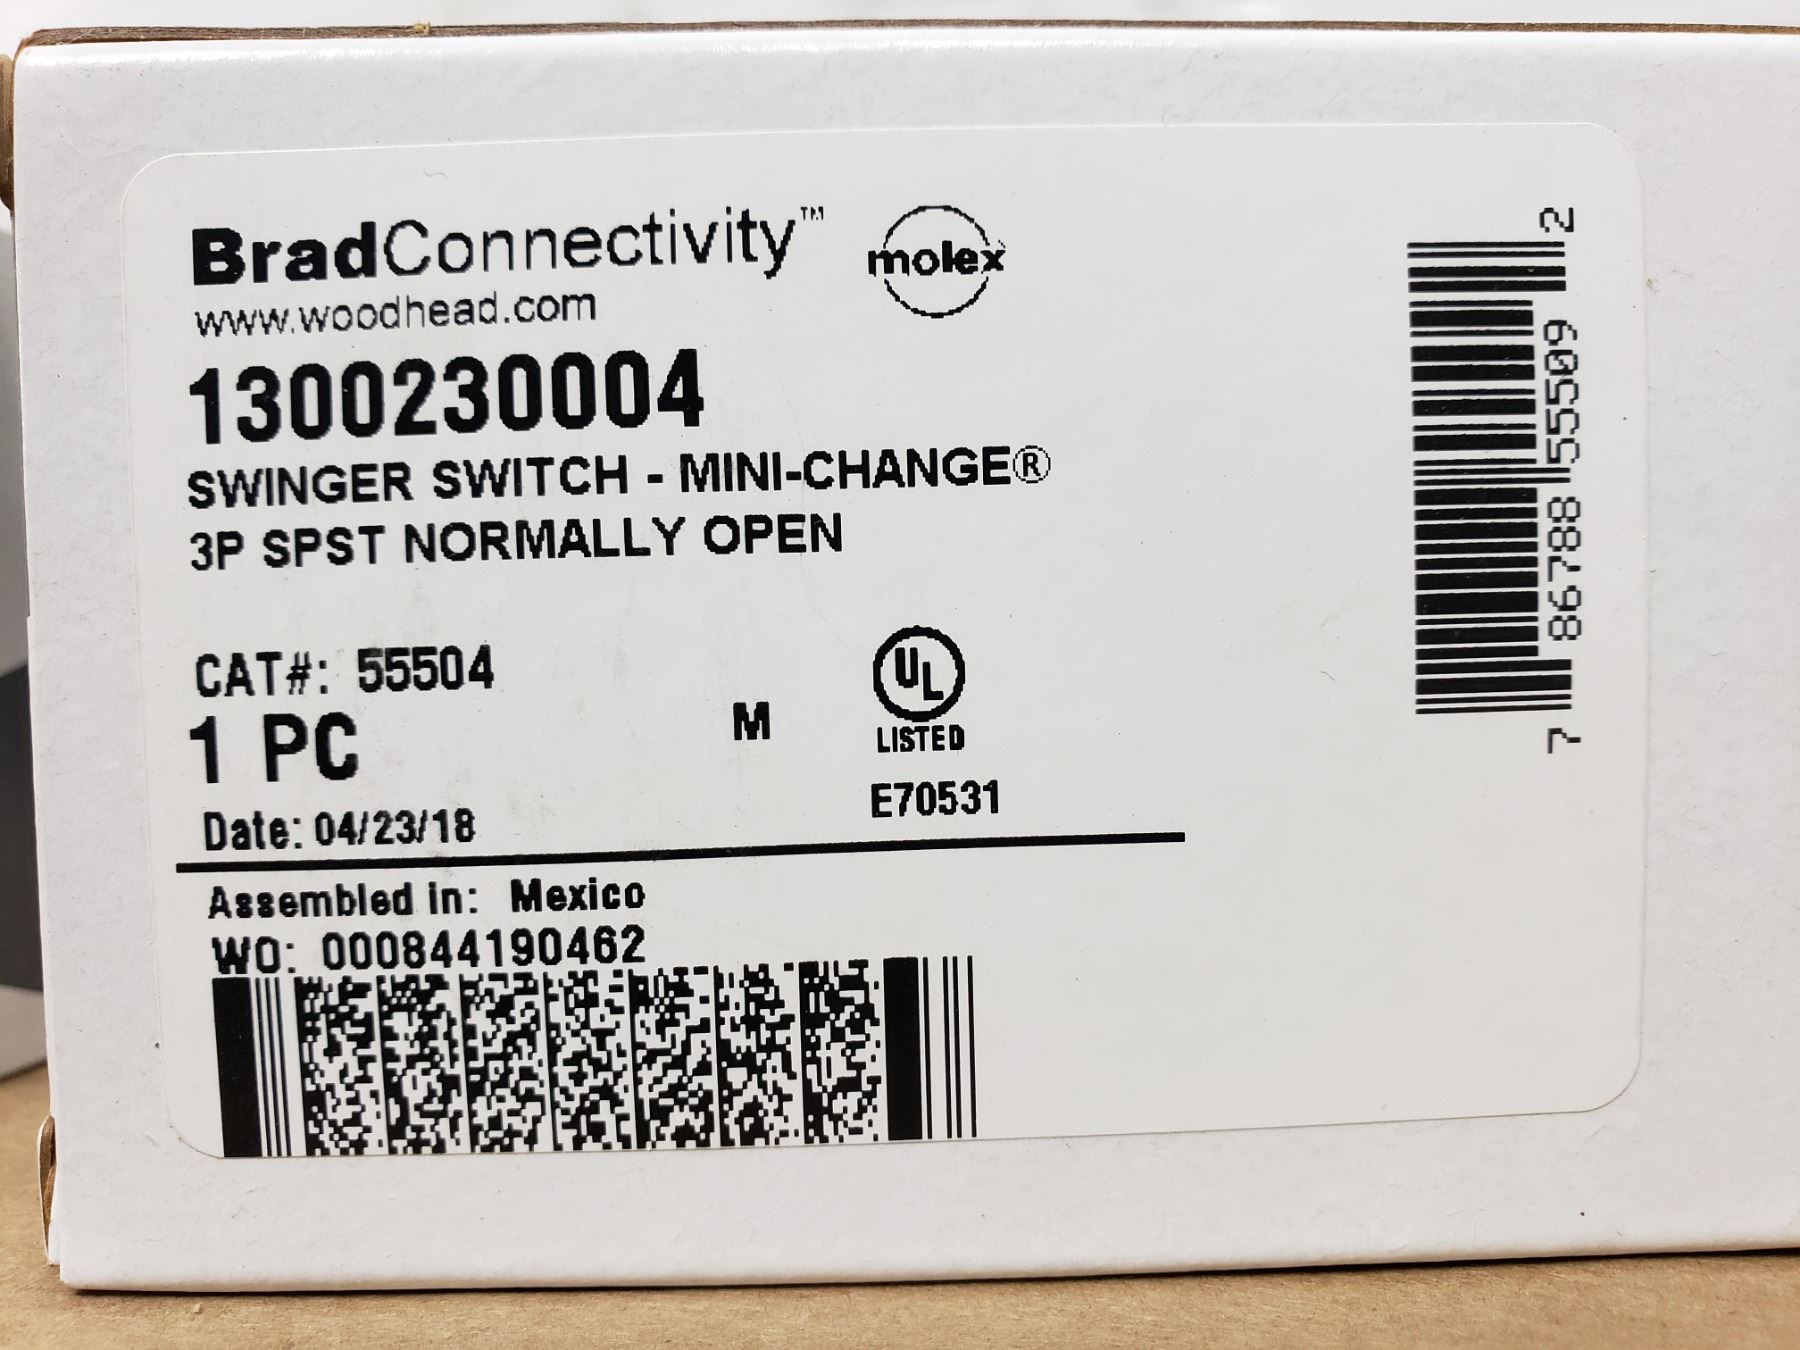 BradConnectivity™
molex
www.woodhead.com
1300230004
SWINGER SWITCH - MINI-CHANGE®
3P SPST NORMALLY OPEN
CAT#: 55504
1 PC
M
UL
LISTED
E70531
Date: 04/23/18
Assembled in: Mexico
WO: 000844190462
7 86788 55509 2